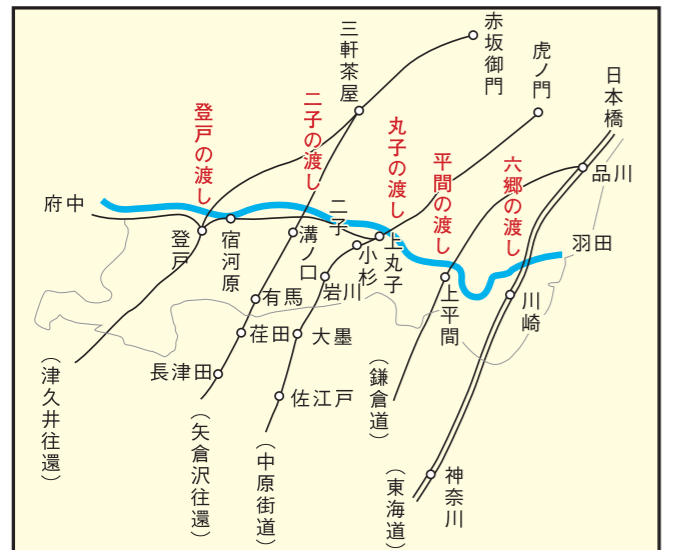 赤坂御門
三軒茶屋
虎ノ門
日本橋
登戸の渡し
二子の渡し
丸子の渡し
平間の渡し
六郷の渡し
品川
府中
羽田
登戸
宿河原
二子
溝ノ口
小杉
上丸子
岩川
有馬
上平間
川崎
荏田
大墨
長津田
佐江戸
（津久井往還）
（矢倉沢往還）
（中原街道）
（鎌倉道）
（東海道）
神奈川